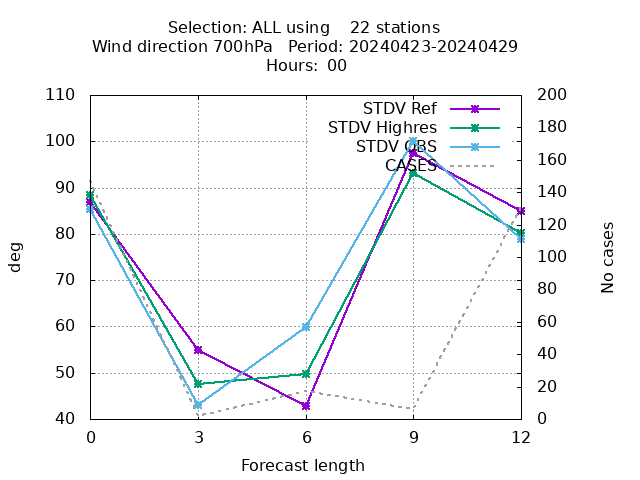 Selection: ALL using    22 stations
Wind direction 700hPa   Period: 20240423-20240429
Hours: 00
110
100
90
80
70
60
50
40
200
180
160
140
120
100
80
60
40
20
0
STDV Ref
STDV Highres
STDV OBS
CASES
deg
No cases
0 3 6 9 12
Forecast length